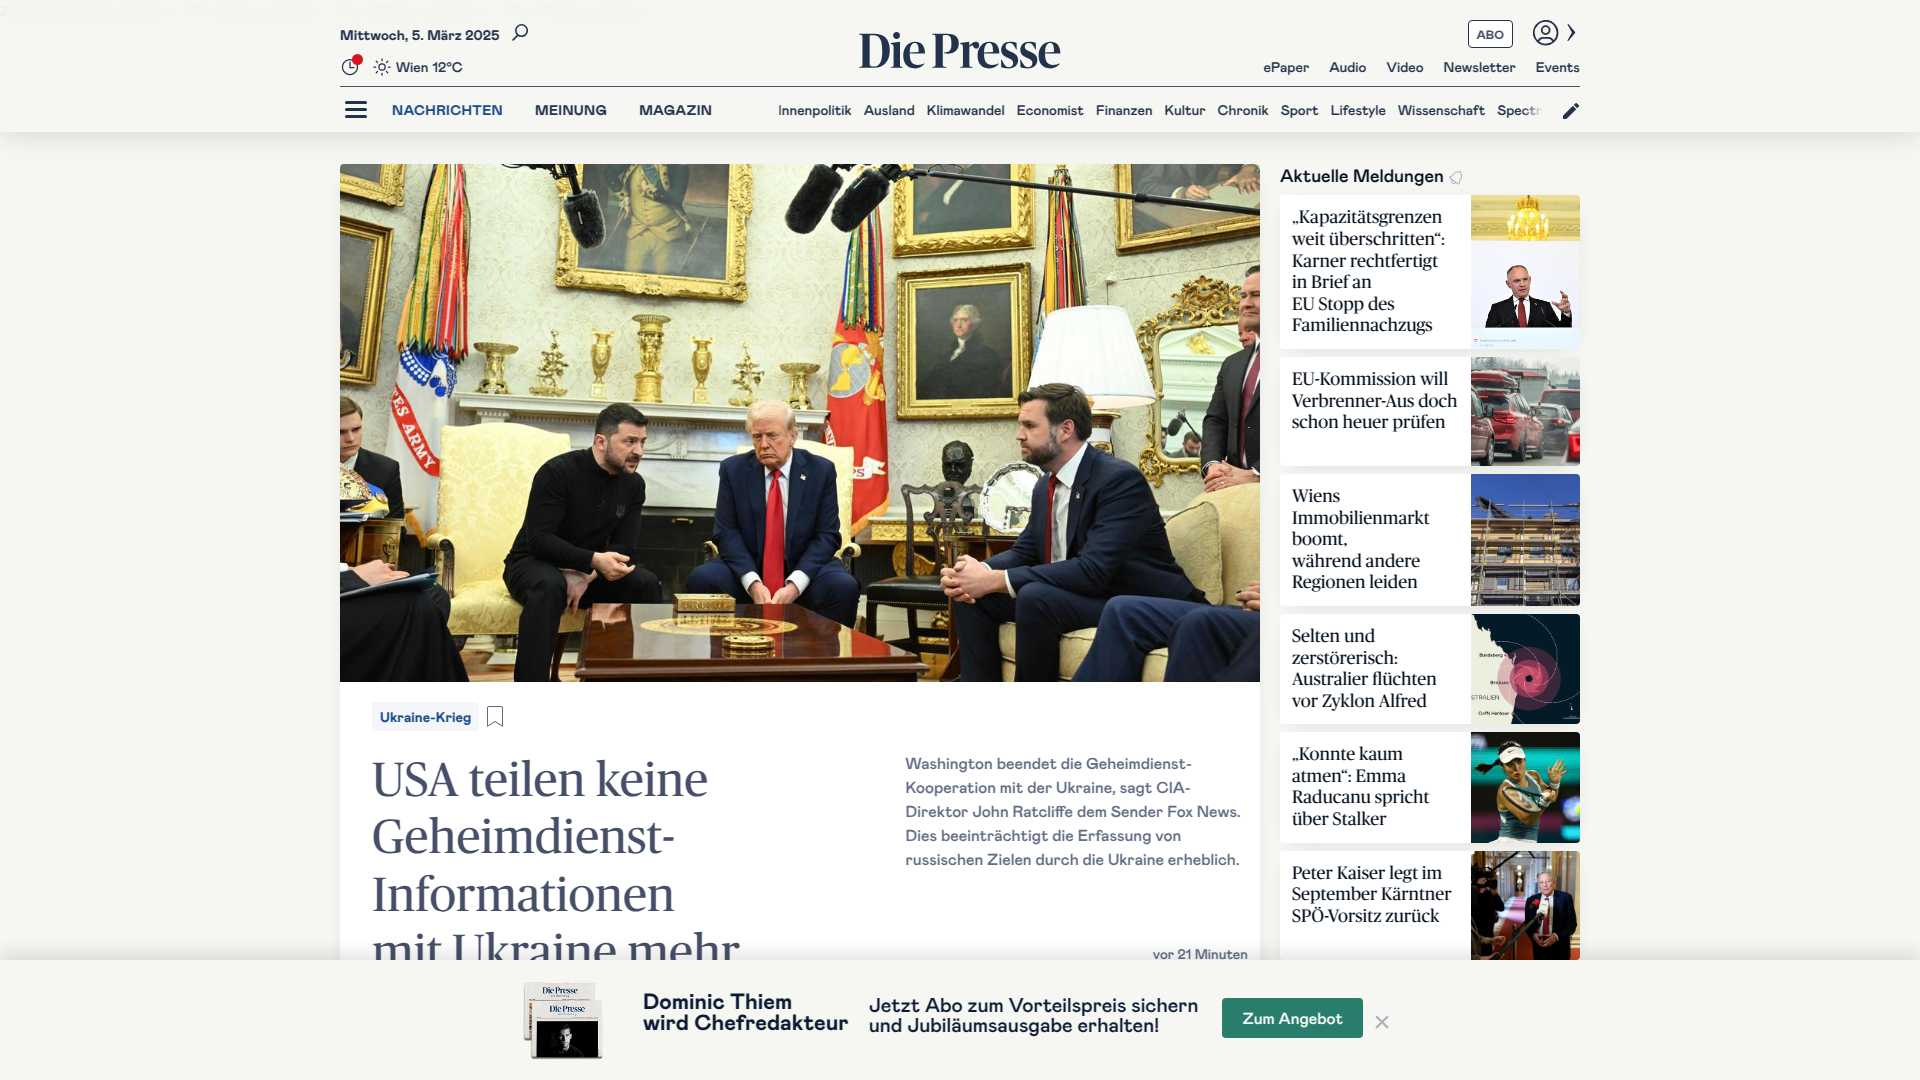 Mittwoch, 5. März 2025
Die Presse
ABO
Wien 12°C
ePaper Audio Video Newsletter Events
NACHRICHTEN MEINUNG MAGAZIN
Innenpolitik Ausland Klimawandel Economist Finanzen Kultur Chronik Sport Lifestyle Wissenschaft Spectr
ES ARMY
Ukraine-Krieg
USA teilen keine
Geheimdienst-
Informationen
mit Ukraine mehr
Washington beendet die Geheimdienst-
Kooperation mit der Ukraine, sagt CIA-
Direktor John Ratcliffe dem Sender Fox News.
Dies beeinträchtigt die Erfassung von
russischen Zielen durch die Ukraine erheblich.
vor 21 Minuten
Aktuelle Meldungen
„Kapazitätsgrenzen
weit überschritten“:
Karner rechtfertigt
in Brief an
EU Stopp des
Familiennachzugs
EU-Kommission will
Verbrenner-Aus doch
schon heuer prüfen
Wiens
Immobilienmarkt
boomt,
während andere
Regionen leiden
Selten und
zerstörerisch:
Australier flüchten
vor Zyklon Alfred
„Konnte kaum
atmen“: Emma
Raducanu spricht
über Stalker
Peter Kaiser legt im
September Kärntner
SPÖ-Vorsitz zurück
Die Presse
Die Presse
Dominic Thiem
wird Chefredakteur
Jetzt Abo zum Vorteilspreis sichern
und Jubiläumsausgabe erhalten!
Zum Angebot